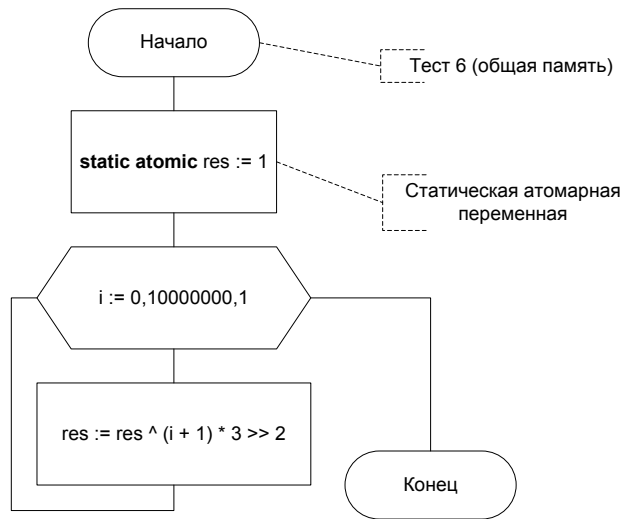 Начало
Тест 6 (общая память)
static atomic res := 1
Статическая атомарная
переменная
i := 0,10000000,1
res := res ^ (i + 1) * 3 >> 2
Конец